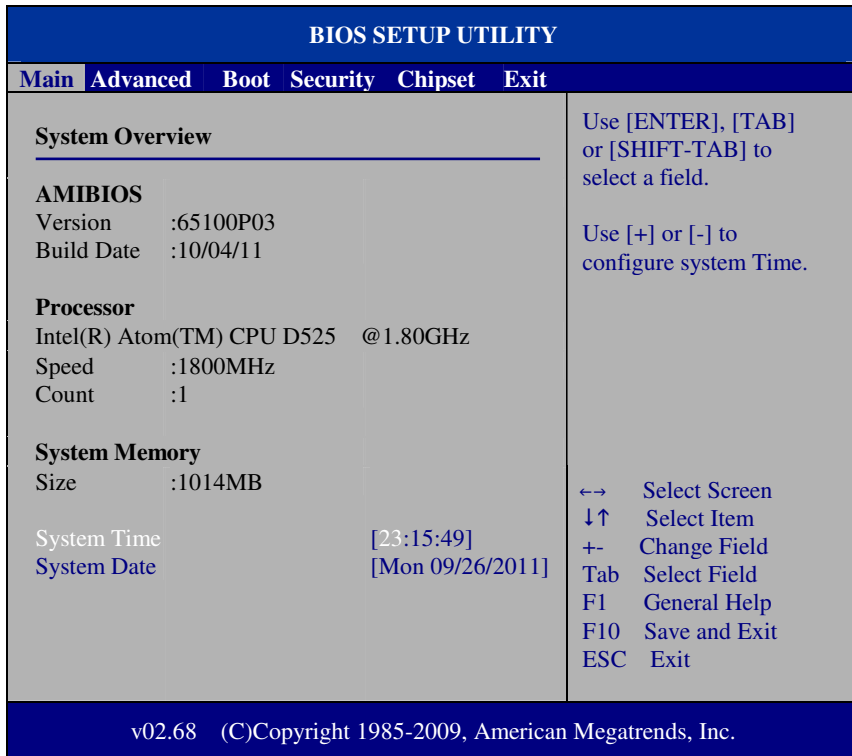 BIOS SETUP UTILITY
Main Advanced Boot Security Chipset Exit
System Overview
AMIBIOS
Version :65100P03
Build Date :10/04/11
Processor
Intel(R) Atom(TM) CPU D525 @1.80GHz
Speed :1800MHz
Count :1
System Memory
Size :1014MB
System Time [23:15:49]
System Date [Mon 09/26/2011]
Use [ENTER], [TAB]
or [SHIFT-TAB] to
select a field.
Use [+] or [-] to
configure system Time.
←→ Select Screen
↓↑ Select Item
+- Change Field
Tab Select Field
F1 General Help
F10 Save and Exit
ESC Exit
v02.68 (C)Copyright 1985-2009, American Megatrends, Inc.